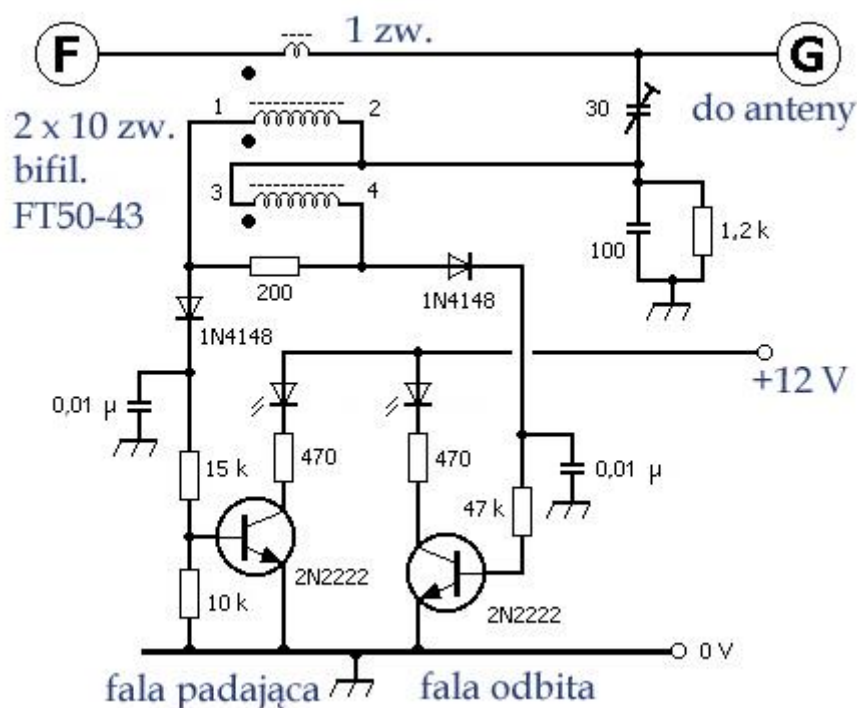 1 zw.
F
G
30
do anteny
1
2
2 x 10 zw.
bifil.
FT50-43
3
4
100
1,2 k
200
1N4148
1N4148
+12 V
0,01 µ
15 k
470
470
47 k
0,01 µ
2N2222
10 k
2N2222
0 V
fala padająca
fala odbita